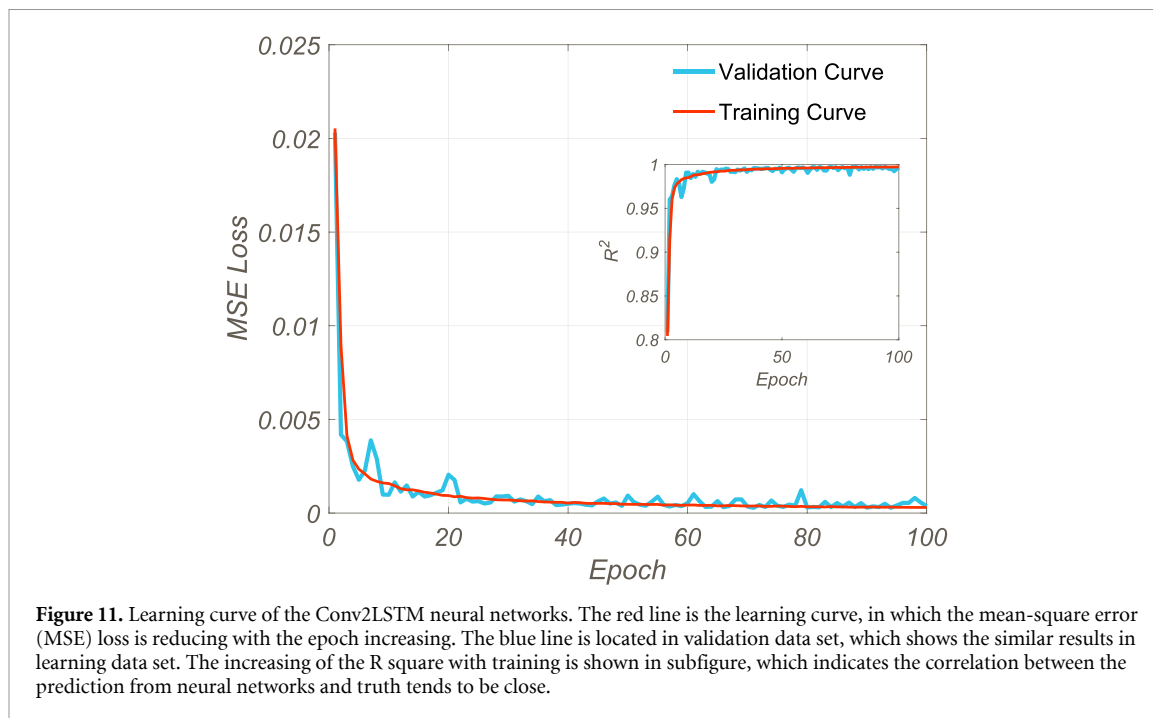 0.025
0.02
0.015
0.01
0.005
0
MSE Loss
0
20
40
60
80
100
Epoch
Validation Curve
Training Curve
1
0.95
0.9
0.85
0.8
R²
0
50
100
Epoch
Figure 11. Learning curve of the Conv2LSTM neural networks. The red line is the learning curve, in which the mean-square error
(MSE) loss is reducing with the epoch increasing. The blue line is located in validation data set, which shows the similar results in
learning data set. The increasing of the R square with training is shown in subfigure, which indicates the correlation between the
prediction from neural networks and truth tends to be close.